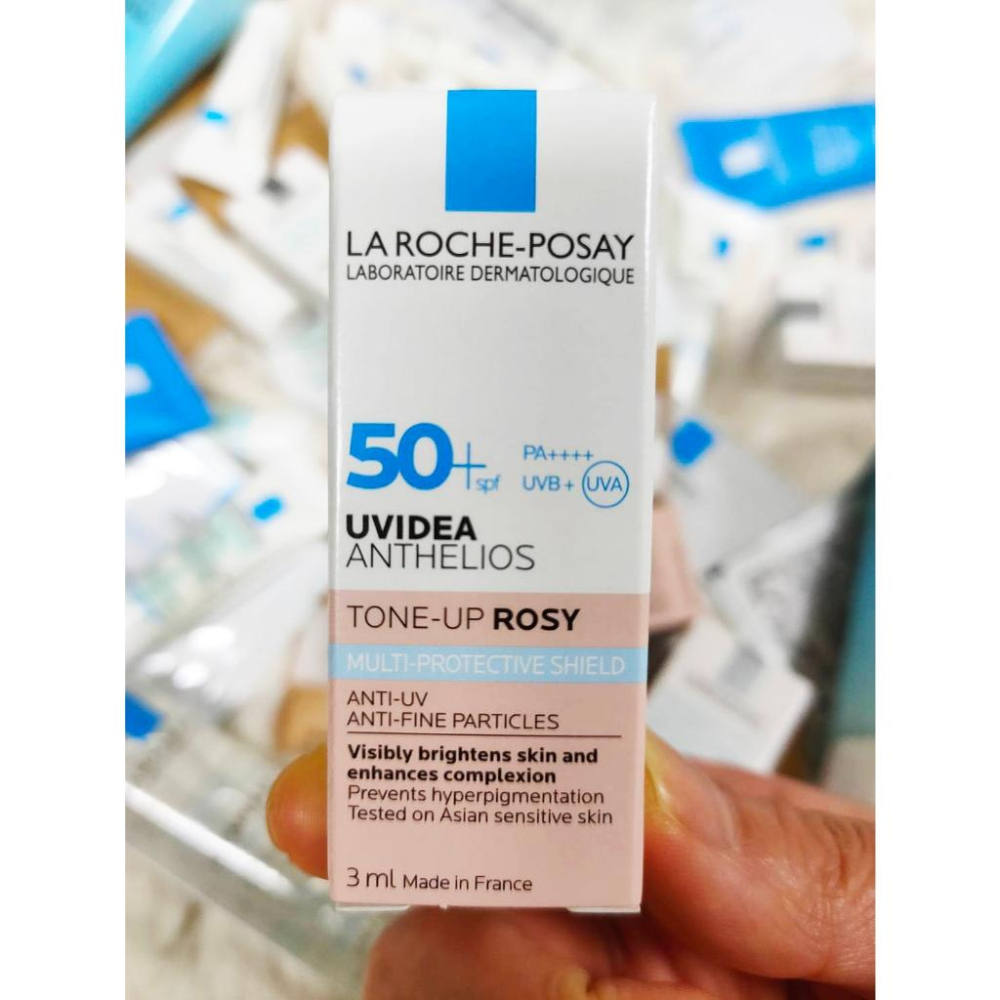 LA ROCHE-POSAY
LABORATOIRE DERMATOLOGIQUE
50+ spf
PA++++
UVB + UVA
UVIDEA
ANTHELIOS
TONE-UP ROSY
MULTI-PROTECTIVE SHIELD
ANTI-UV
ANTI-FINE PARTICLES
Visibly brightens skin and
enhances complexion
Prevents hyperpigmentation
Tested on Asian sensitive skin
3 ml Made in France